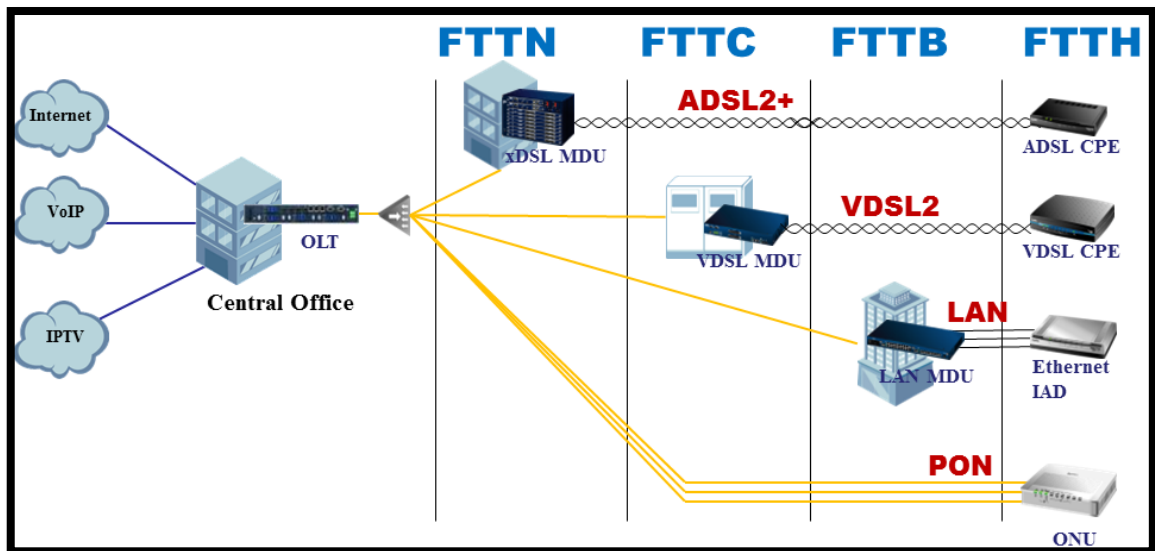 FTTN FTTC FTTB FTTH
Internet
VoIP
IPTV
OLT
Central Office
xDSL MDU
ADSL2+
ADSL CPE
VDSL MDU
VDSL2
VDSL CPE
LAN MDU
LAN
Ethernet
IAD
PON
ONU